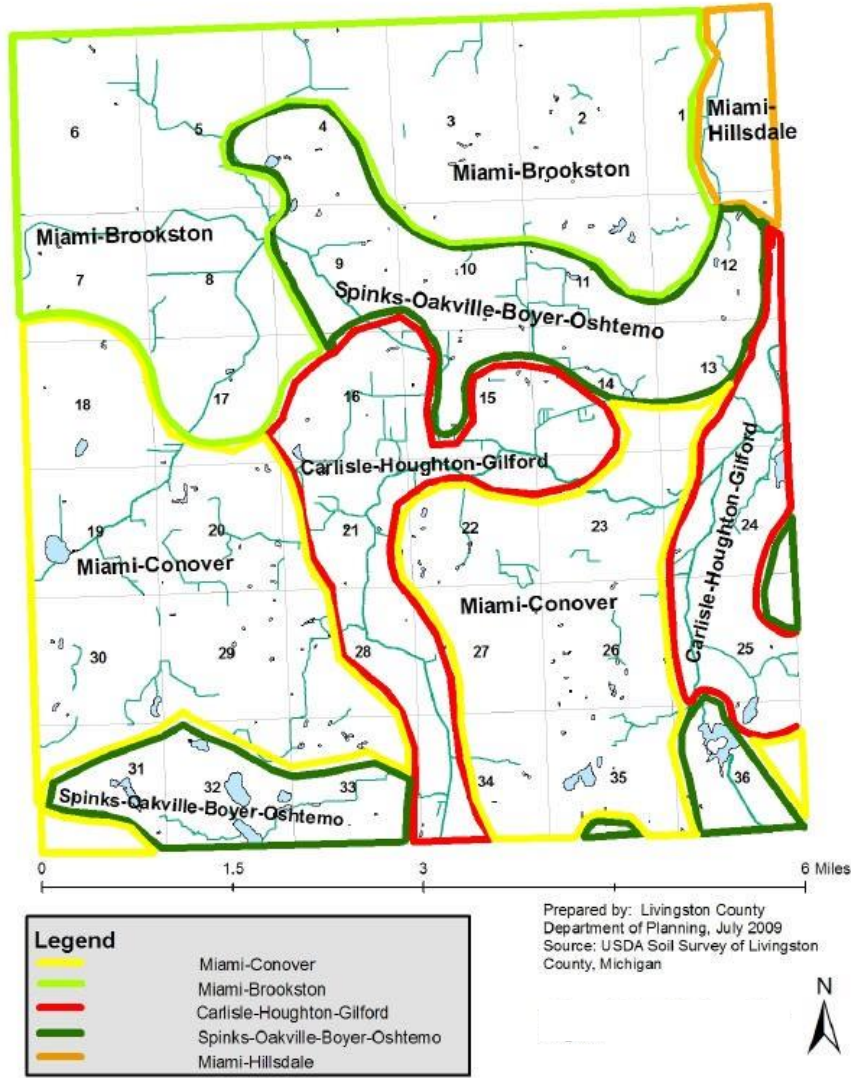 6
5
4
3
2
1
Miami-
Hillsdale
Miami-Brookston
Miami-Brookston
7
8
9
10
11
12
Spinks-Oakville-Boyer-Oshtemo
18
17
16
15
14
13
Carlisle-Houghton-Gilford
Carlisle-Houghton-Gilford
19
20
21
22
23
24
Miami-Conover
Miami-Conover
30
29
28
27
26
25
31
32
33
34
35
36
Spinks-Oakville-Boyer-Oshtemo
0
1.5
3
6 Miles
Legend
Miami-Conover
Miami-Brookston
Carlisle-Houghton-Gilford
Spinks-Oakville-Boyer-Oshtemo
Miami-Hillsdale
Prepared by: Livingston County
Department of Planning, July 2009
Source: USDA Soil Survey of Livingston
County, Michigan
N